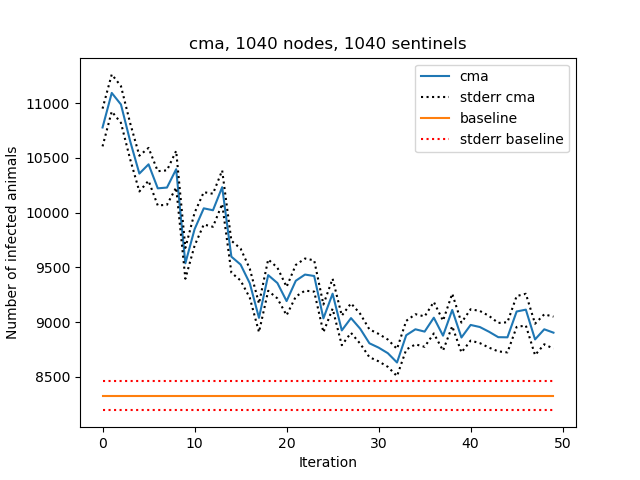 cma, 1040 nodes, 1040 sentinels
cma
stderr cma
baseline
stderr baseline
11000
10500
10000
9500
9000
8500
Number of infected animals
0 10 20 30 40 50
Iteration